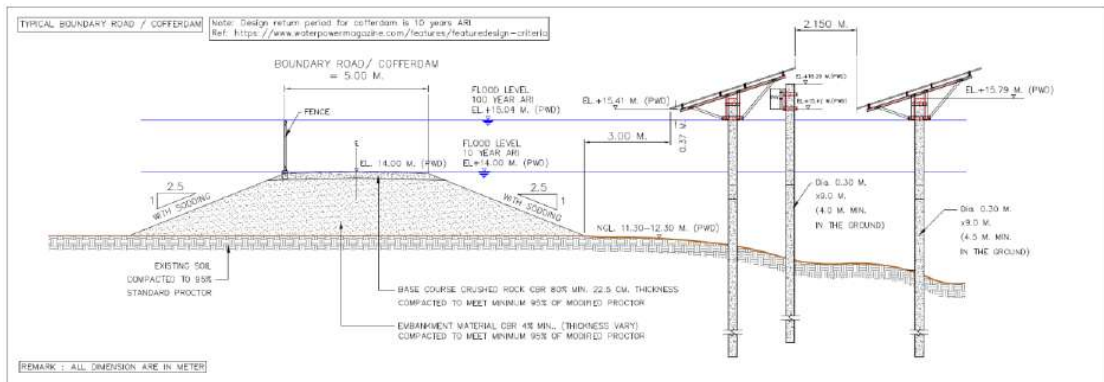 TYPICAL BOUNDARY ROAD / COFFERDAM
Note: Design return period for cofferdam is 10 years ARI
Ref: https://www.waterpowermagazine.com/features/featuredesign-criteria
BOUNDARY ROAD/ COFFERDAM
= 5.00 M.
FENCE
FLOOD LEVEL
100 YEAR ARI
EL+15.04 M. (PWD)
FLOOD LEVEL
10 YEAR ARI
EL+14.00 M. (PWD)
EL. 14.00 M. (PWD)
2.5
1
WITH SODDING
2.5
1
WITH SODDING
EL.+15.41 M. (PWD)
3.00 M.
0.37 M
2.150 M.
EL.+15.79 M. (PWD)
NGL. 11.30-12.30 M. (PWD)
Dia. 0.30 M.
x9.0 M.
(4.0 M. MIN.
IN THE GROUND)
Dia. 0.30 M.
x9.0 M.
(4.5 M. MIN.
IN THE GROUND)
EXISTING SOIL
COMPACTED TO 95%
STANDARD PROCTOR
BASE COURSE CRUSHED ROCK CBR 80% MIN. 22.5 CM. THICKNESS
COMPACTED TO MEET MINIMUM 95% OF MODIFIED PROCTOR
EMBANKMENT MATERIAL CBR 4% MIN., (THICKNESS VARY)
COMPACTED TO MEET MINIMUM 95% OF MODIFIED PROCTOR
REMARK : ALL DIMENSION ARE IN METER